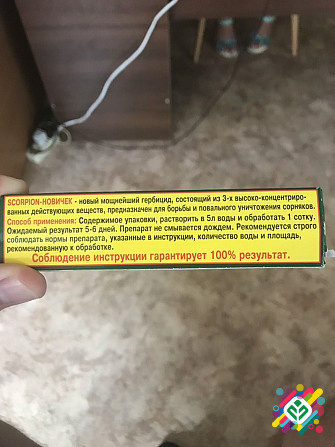 SCORPION-НОВИЧЕК - новый мощнейший гербицид, состоящий из 3-х высоко-концентриро-
ванных действующих веществ, предназначен для борьбы и повального уничтожения сорняков.
Способ применения: Содержимое упаковки, растворить в 5л воды и обработать 1 сотку.
Ожидаемый результат 5-6 дней. Препарат не смывается дождем. Рекомендуется строго
соблюдать нормы препарата, указанные в инструкции, количество воды и площадь,
рекомендованную к обработке.
Соблюдение инструкции гарантирует 100% результат.